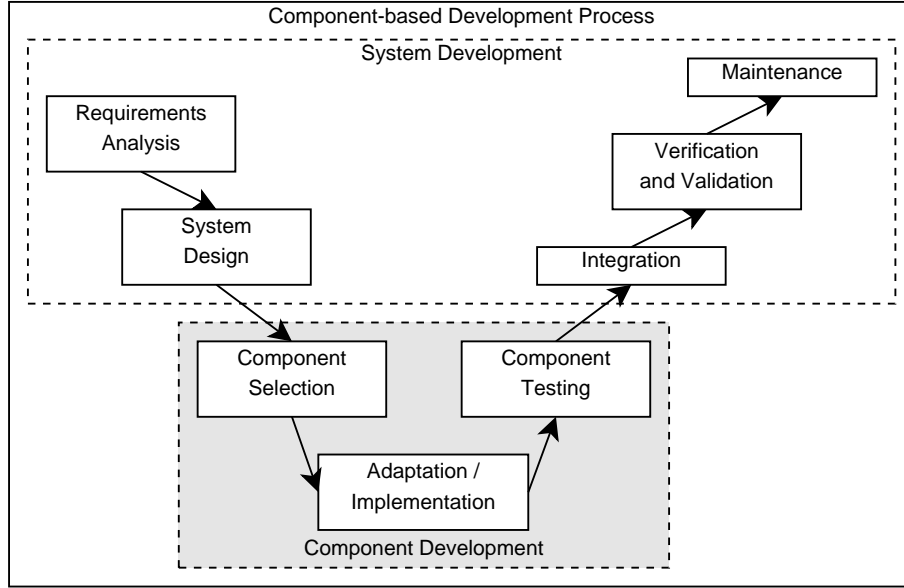 Component-based Development Process
System Development
Maintenance
Requirements
Analysis
Verification
and Validation
System
Design
Integration
Component
Selection
Component
Testing
Adaptation /
Implementation
Component Development